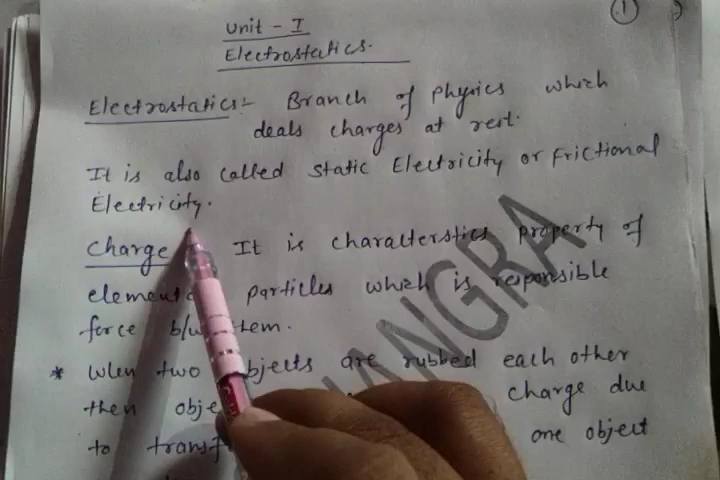 1
Unit - I
Electrostatics.
Electrostatics:- Branch of physics which
deals charges at rest.
It is also called static Electricity or Frictional
Electricity.
Charge It is characterstics property of
particles which is responsible
force b/w them.
* When two objects are rubbed each other
then charge due
to one object
ANGRA